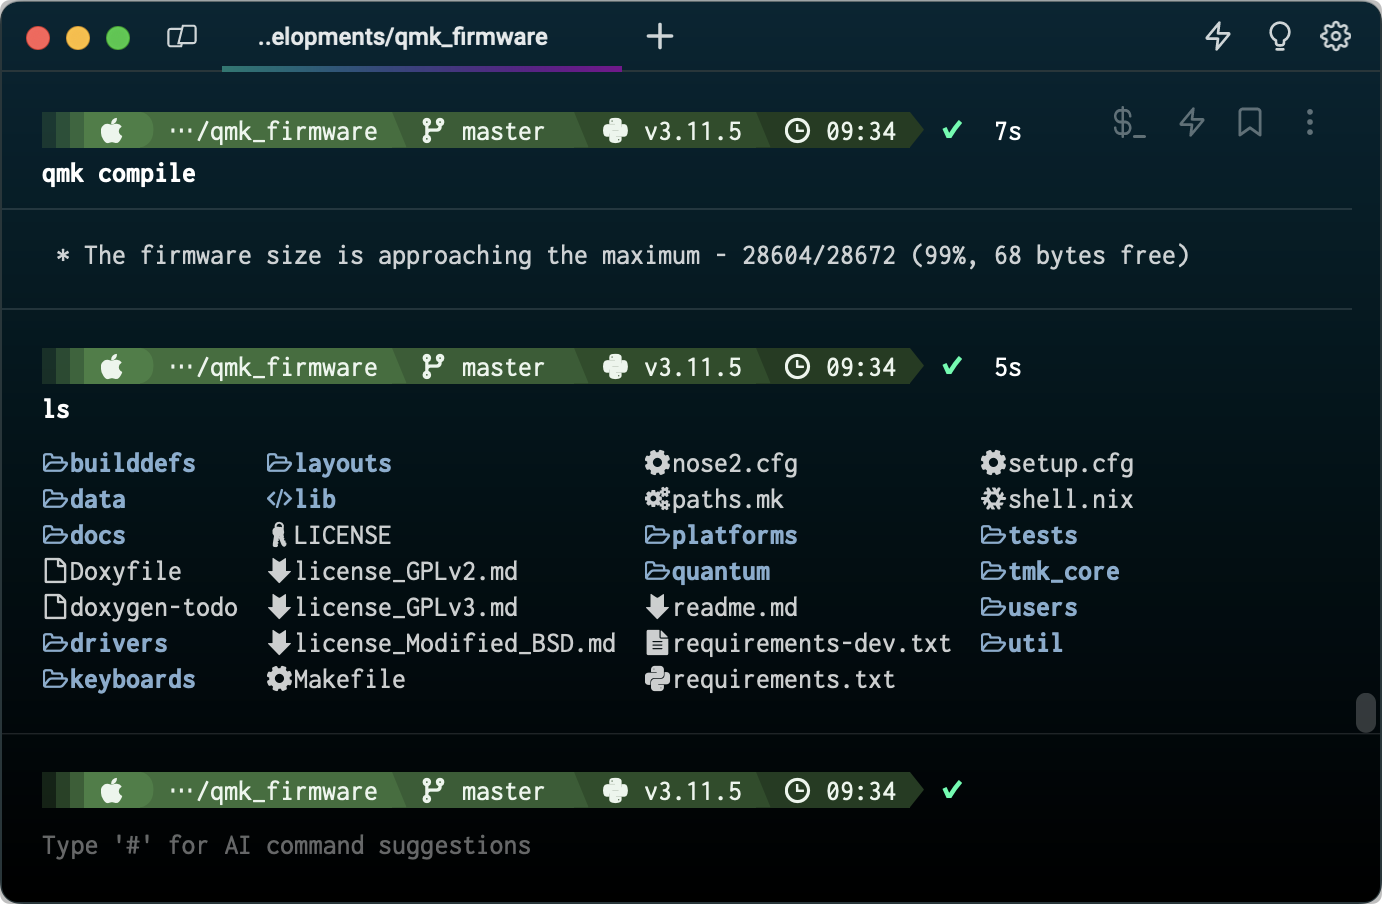 ..elopments/qmk_firmware +
···/qmk_firmware master v3.11.5 09:34 ✔ 7s $_
qmk compile
* The firmware size is approaching the maximum - 28604/28672 (99%, 68 bytes free)
···/qmk_firmware master v3.11.5 09:34 ✔ 5s
ls
builddefs layouts nose2.cfg setup.cfg
data </>lib paths.mk shell.nix
docs LICENSE platforms tests
Doxyfile license_GPLv2.md quantum tmk_core
doxygen-todo license_GPLv3.md readme.md users
drivers license_Modified_BSD.md requirements-dev.txt util
keyboards Makefile requirements.txt
···/qmk_firmware master v3.11.5 09:34 ✔
Type '#' for AI command suggestions